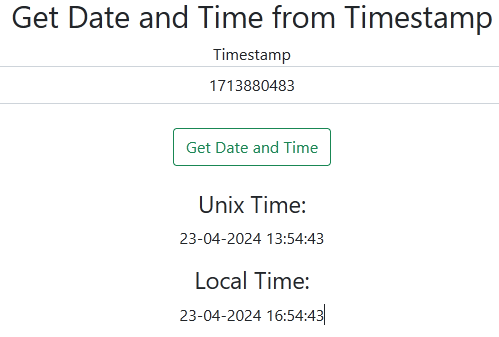 Get Date and Time from Timestamp
Timestamp
1713880483
Get Date and Time
Unix Time:
23-04-2024 13:54:43
Local Time:
23-04-2024 16:54:43